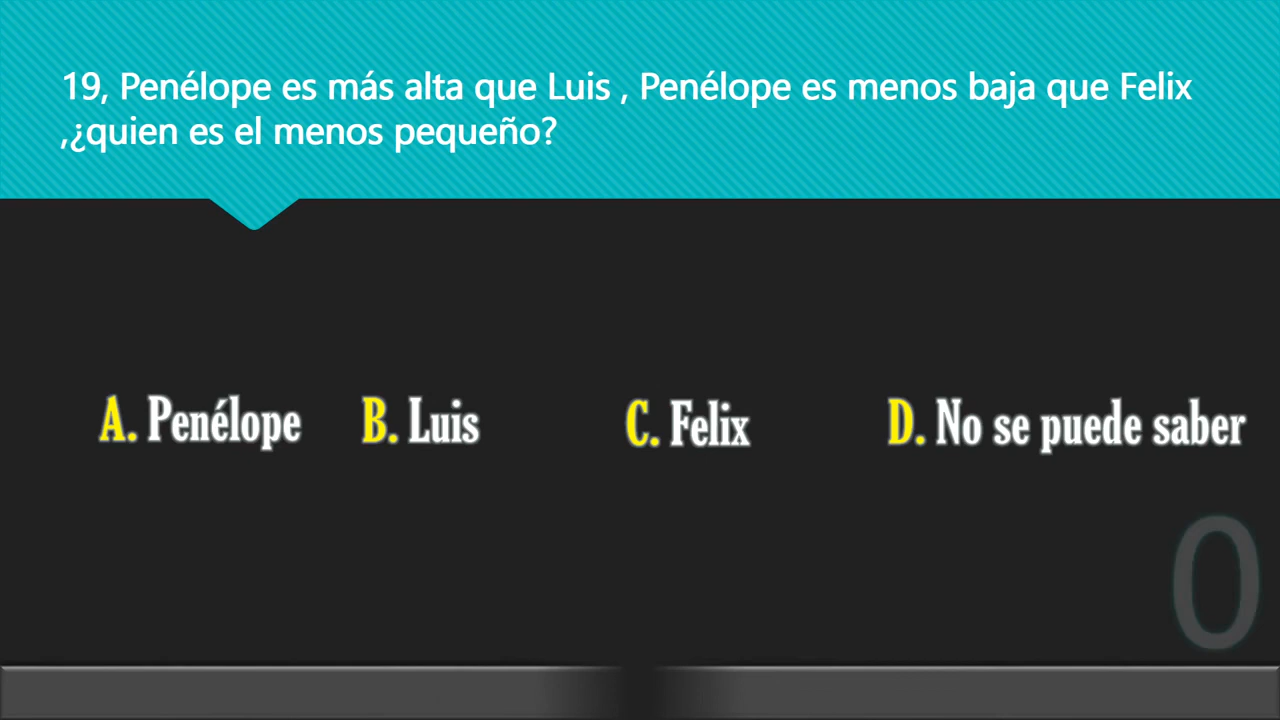 19, Penélope es más alta que Luis , Penélope es menos baja que Felix
,¿quien es el menos pequeño?
A. Penélope B. Luis C. Felix D. No se puede saber
0